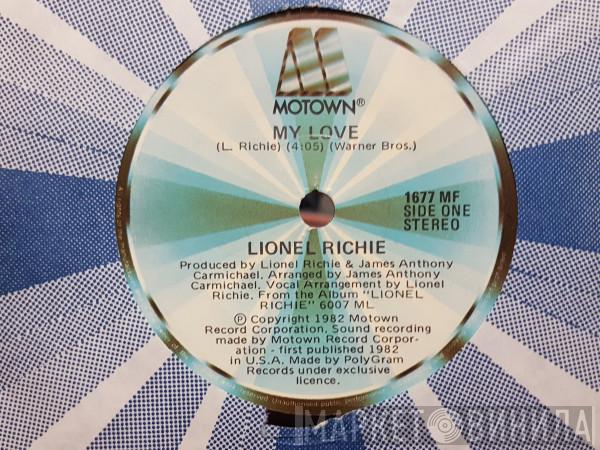 MOTOWN®
MY LOVE
(L. Richie) (4:05) (Warner Bros.)
1677 MF
SIDE ONE
STEREO
LIONEL RICHIE
Produced by Lionel Richie & James Anthony
Carmichael, Arranged by James Anthony
Carmichael. Vocal Arrangement by Lionel
Richie. From the Album "LIONEL
RICHIE" 6007 ML
Ⓟ Copyright 1982 Motown
Record Corporation. Sound recording
made by Motown Record Corpor-
ation - first published 1982
in U.S.A. Made by PolyGram
Records under exclusive
licence.
МАРКЕТ ВИНИЛА